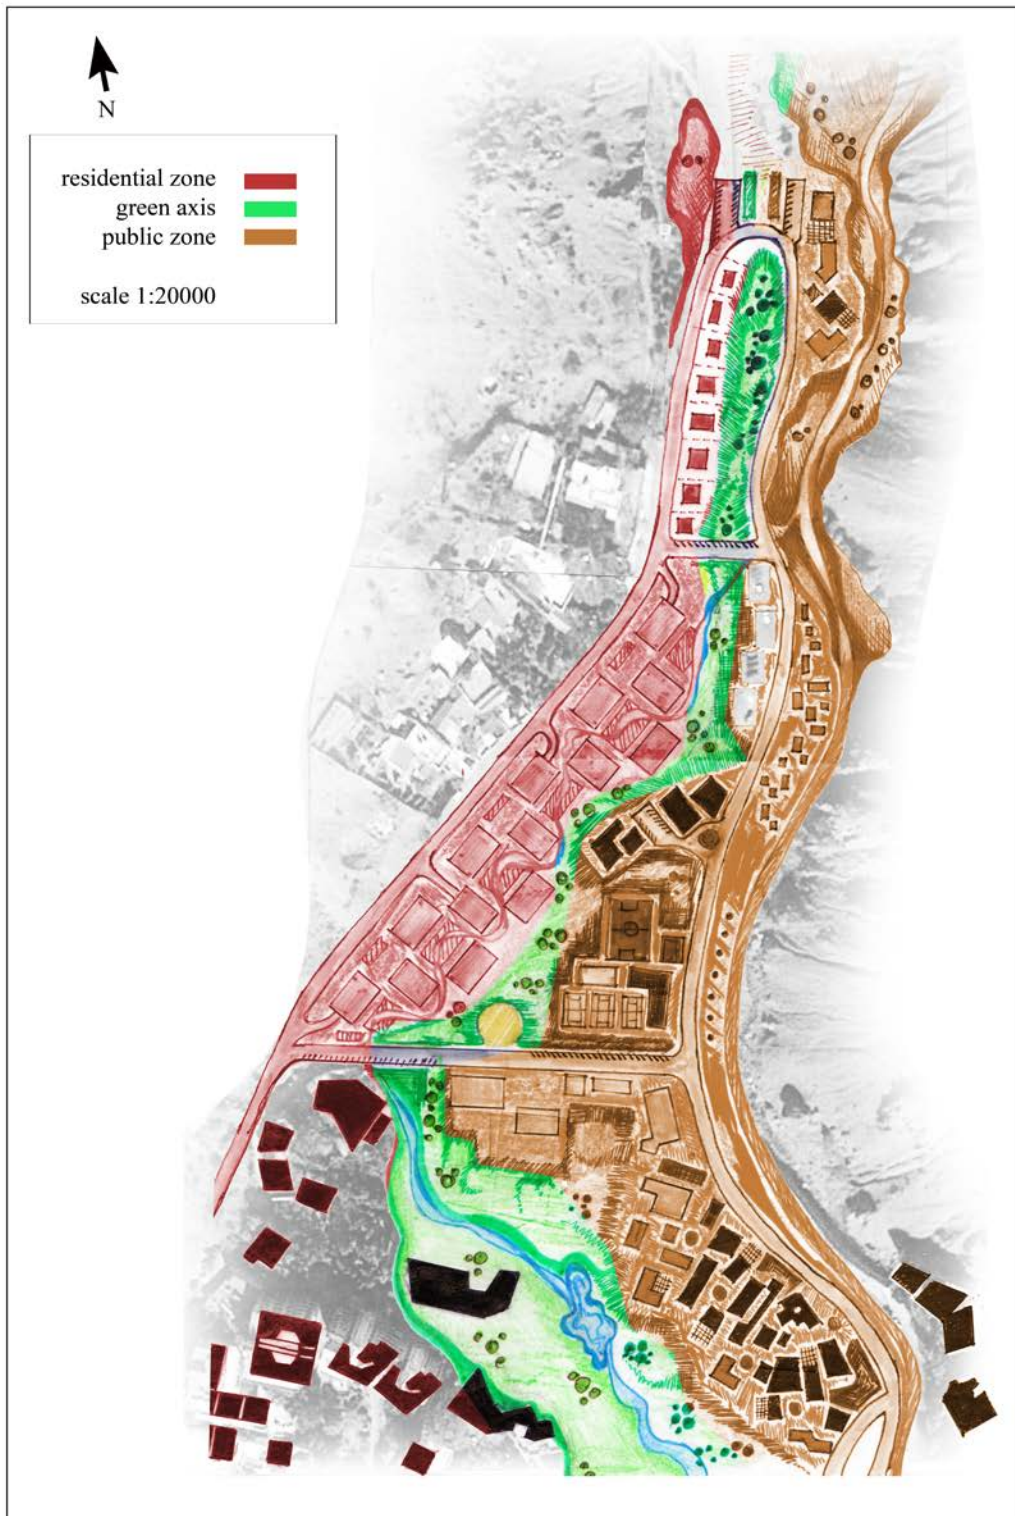 N
residential zone
green axis
public zone
scale 1:20000